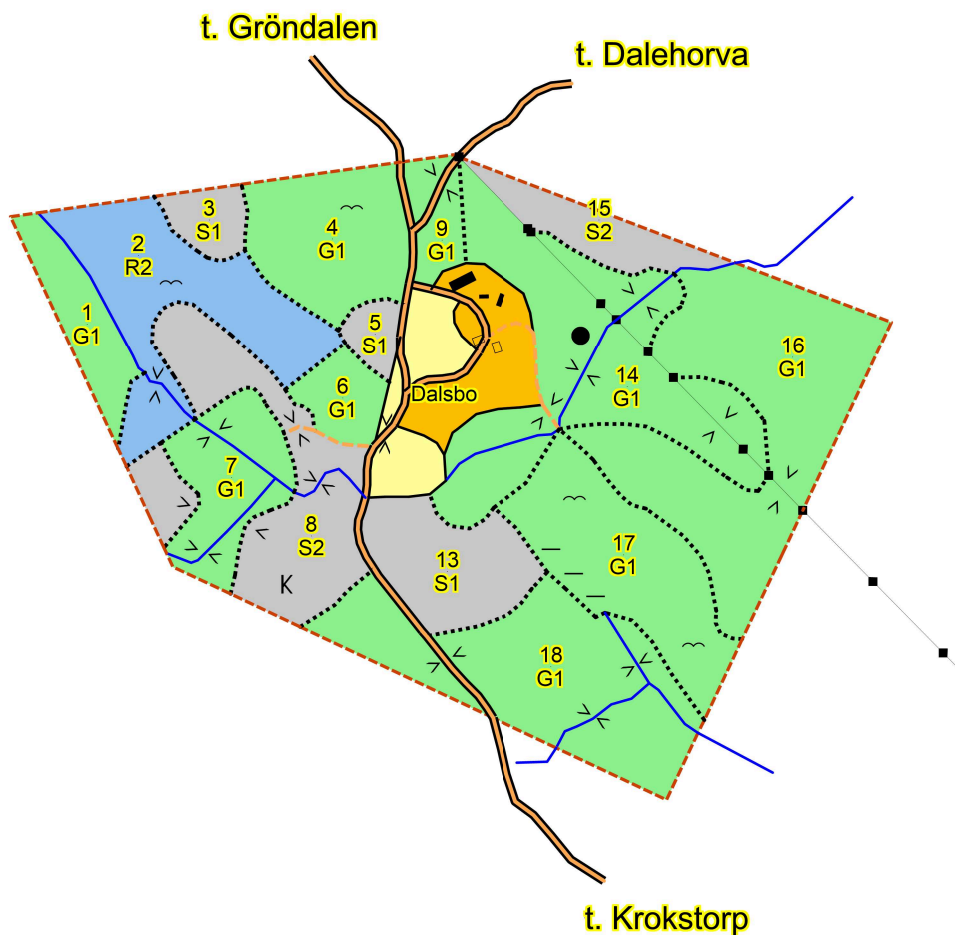 t. Gröndalen
t. Dalehorva
3
S1
15
S2
4
G1
9
G1
2
R2
1
G1
5
S1
16
G1
14
G1
6
G1
Dalsbo
7
G1
8
S2
K
13
S1
17
G1
18
G1
t. Krokstorp